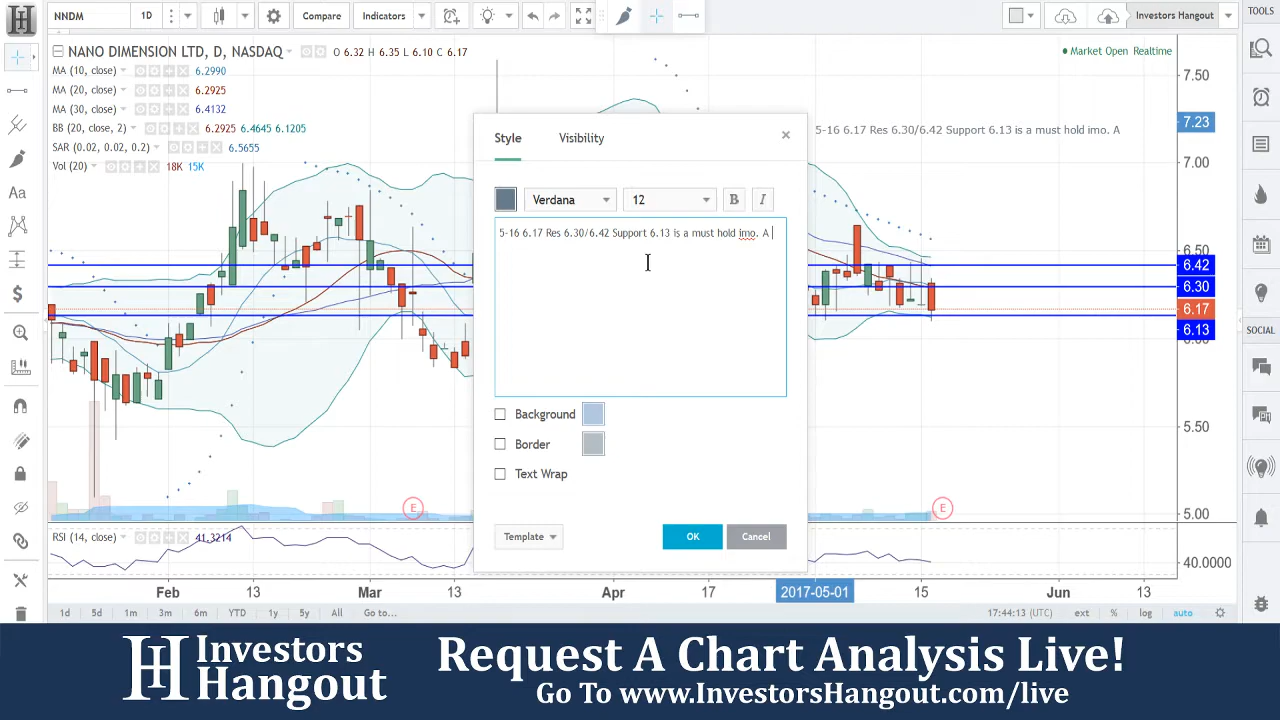 NNDM
1D
Compare
Indicators
Investors Hangout
TOOLS
NANO DIMENSION LTD, D, NASDAQ
O 6.32 H 6.35 L 6.10 C 6.17
Market Open Realtime
MA (10, close)
6.2990
MA (20, close)
6.2925
MA (30, close)
6.4132
BB (20, close, 2)
6.2925 6.4645 6.1205
SAR (0.02, 0.02, 0.2)
6.5655
Vol (20)
18K 15K
5-16 6.17 Res 6.30/6.42 Support 6.13 is a must hold imo. A
Style
Visibility
Verdana
12
B
I
5-16 6.17 Res 6.30/6.42 Support 6.13 is a must hold imo. A
Background
Border
Text Wrap
Template
OK
Cancel
7.50
7.23
7.00
6.50
6.42
6.30
6.17
6.13
6.00
5.50
5.00
40.0000
SOCIAL
Aa
$
E
E
RSI (14, close)
41.3214
Feb
13
Mar
13
Apr
17
2017-05-01
15
Jun
13
1d
5d
1m
3m
6m
YTD
1y
5y
All
Go to...
17:44:13 (UTC)
ext
%
log
auto
Investors
Hangout
Request A Chart Analysis Live!
Go To www.InvestorsHangout.com/live